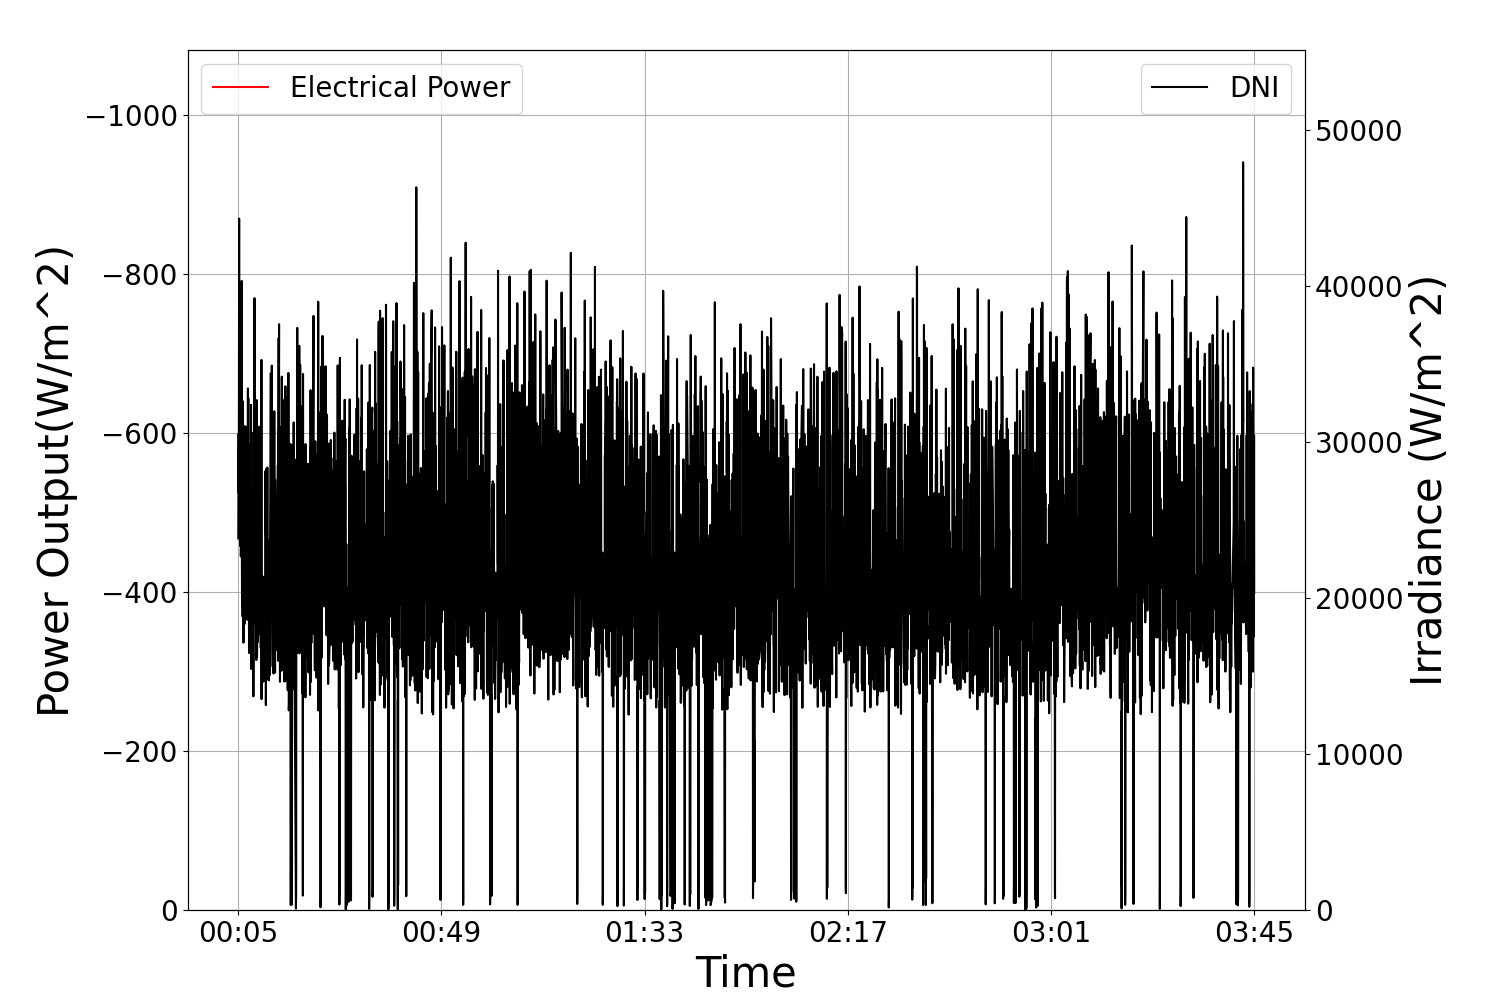 Electrical Power
DNI
Power Output(W/m^2)
−1000
−800
−600
−400
−200
0
50000
40000
30000
20000
10000
0
Irradiance (W/m^2)
00:05 00:49 01:33 02:17 03:01 03:45
Time